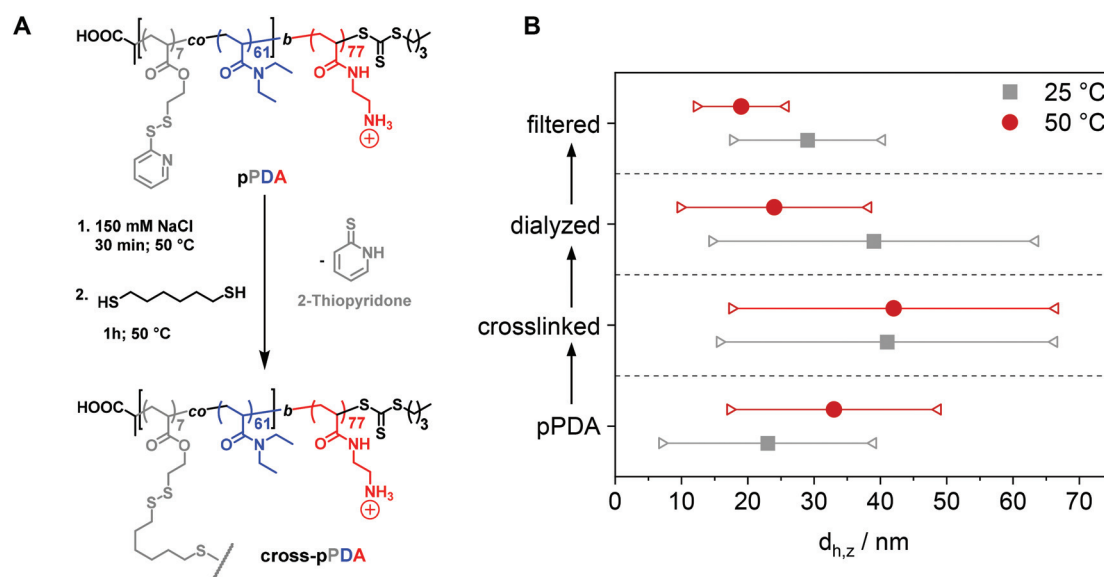 A
HOOC
7
co
61
b
77
S
S
3
S
O
O
O
N
O
NH
S
S
NH3
+
N
pPDA
1. 150 mM NaCl
30 min; 50 °C
2. HS
SH
1h; 50 °C
-
S
NH
2-Thiopyridone
HOOC
7
co
61
b
77
S
S
3
S
O
O
O
N
O
NH
S
S
NH3
+
S
cross-pPDA
B
25 °C
50 °C
filtered
dialyzed
crosslinked
pPDA
0 10 20 30 40 50 60 70
dh,z / nm